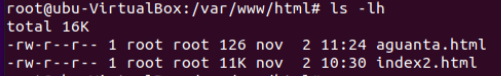 root@ubu-VirtualBox:/var/www/html# ls -lh
total 16K
-rw-r--r-- 1 root root 126 nov  2 11:24 aguanta.html
-rw-r--r-- 1 root root 11K nov  2 10:30 index2.html